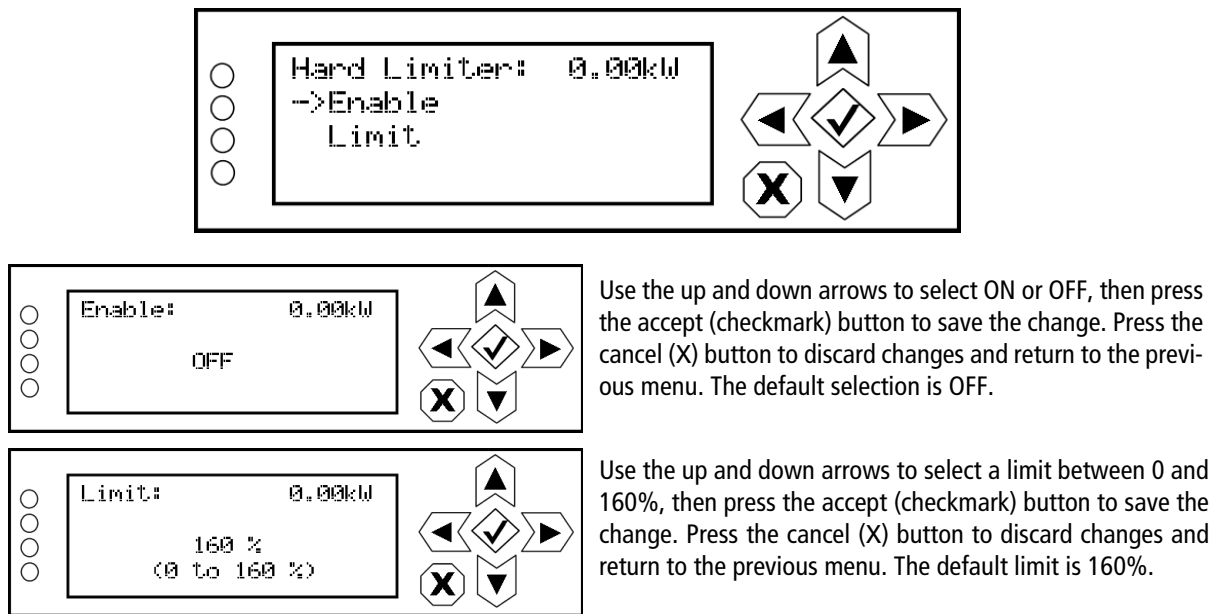 Hard Limiter: 0.00kW
->Enable
Limit
X
Enable: 0.00kW
OFF
X
Use the up and down arrows to select ON or OFF, then press
the accept (checkmark) button to save the change. Press the
cancel (X) button to discard changes and return to the previ-
ous menu. The default selection is OFF.
Limit: 0.00kW
160 %
(0 to 160 %)
X
Use the up and down arrows to select a limit between 0 and
160%, then press the accept (checkmark) button to save the
change. Press the cancel (X) button to discard changes and
return to the previous menu. The default limit is 160%.